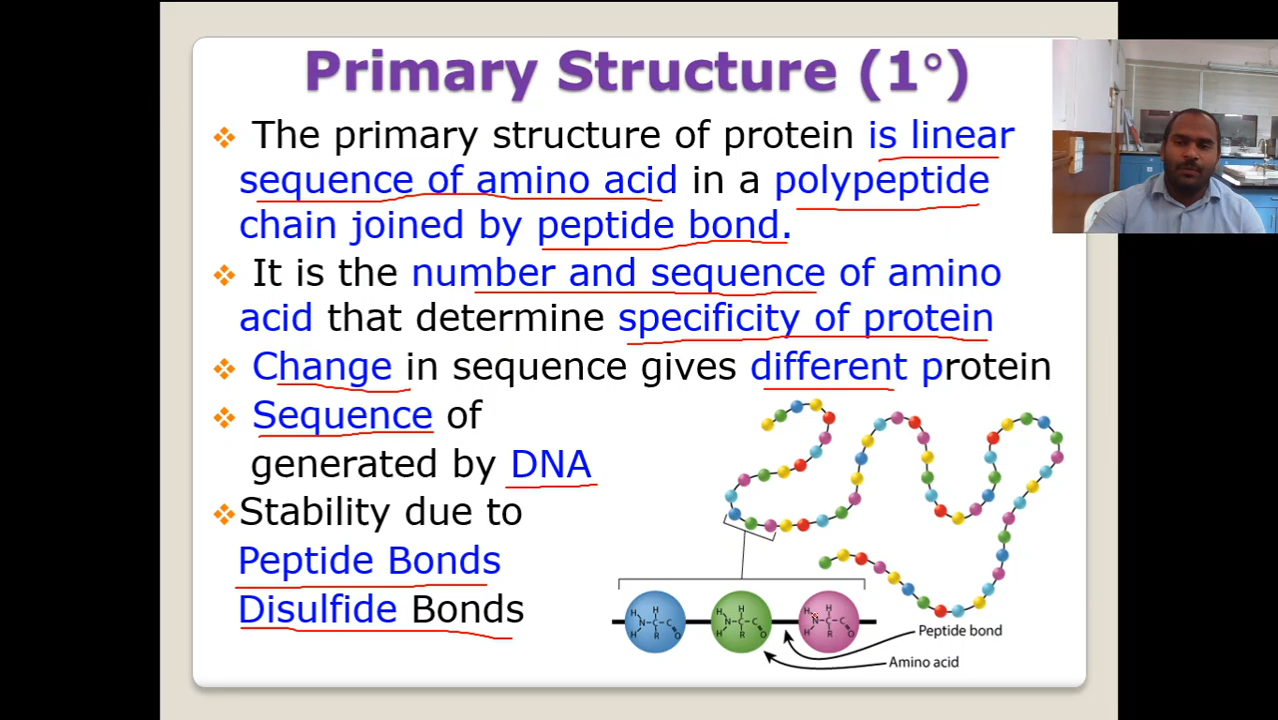 Primary Structure (1°)
❖ The primary structure of protein is linear
sequence of amino acid in a polypeptide
chain joined by peptide bond.
❖ It is the number and sequence of amino
acid that determine specificity of protein
❖ Change in sequence gives different protein
❖ Sequence of
generated by DNA
❖Stability due to
Peptide Bonds
Disulfide Bonds
H H
N C C
H R O
H H
N C C
H R O
H H
N C C
H R O
Peptide bond
Amino acid